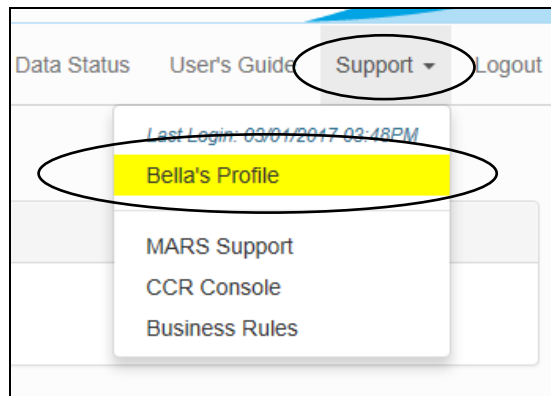 Data Status User's Guide Support Logout
Last Login: 03/01/2017 03:48PM
Bella's Profile
MARS Support
CCR Console
Business Rules